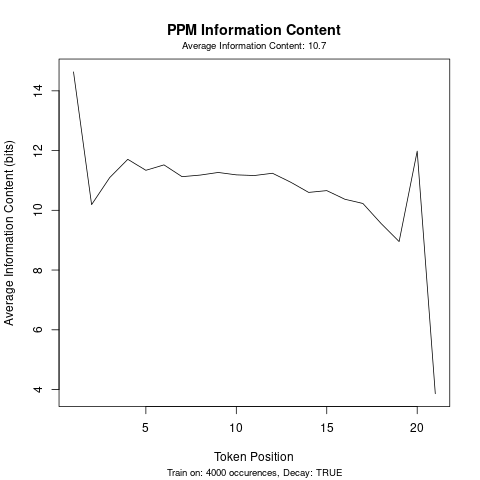 PPM Information Content
Average Information Content: 10.7
Average Information Content (bits)
14
12
10
8
6
4
5
10
15
20
Token Position
Train on: 4000 occurences, Decay: TRUE